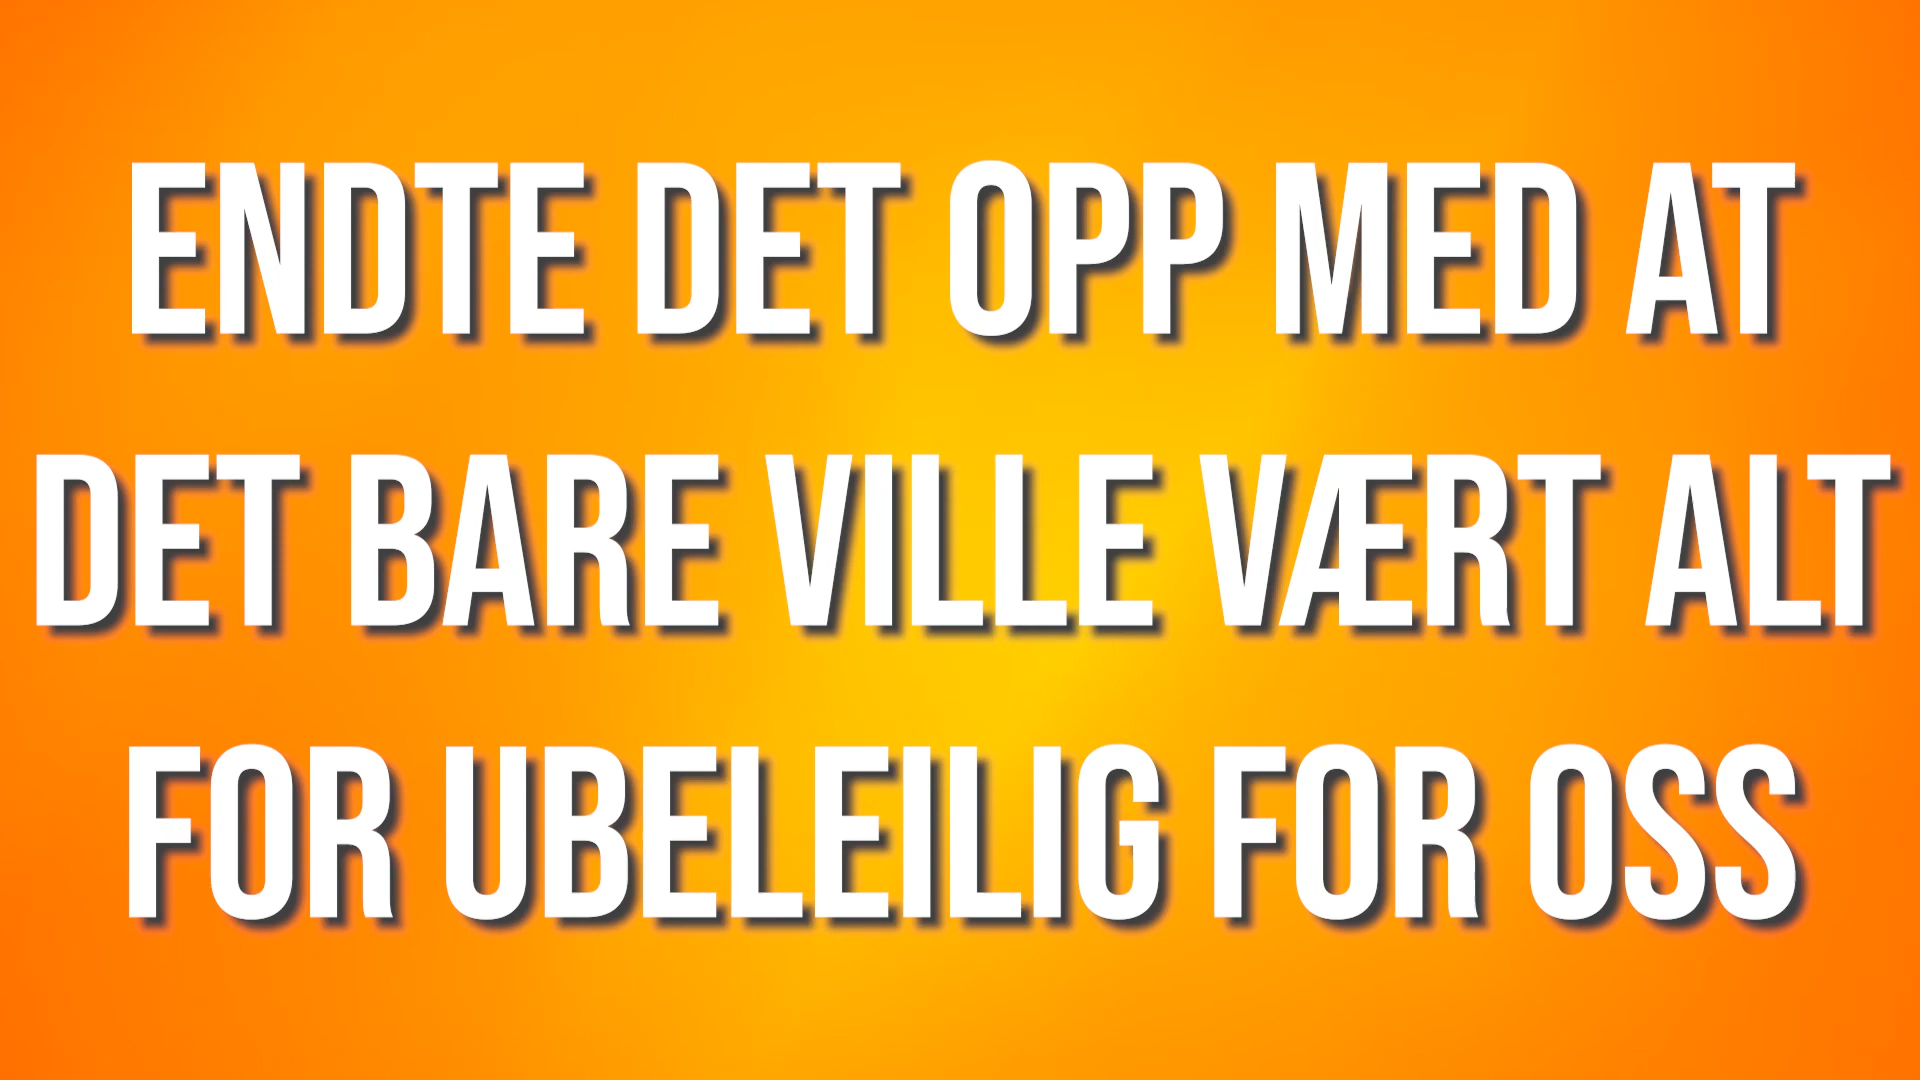 ENDTE DET OPP MED AT
DET BARE VILLE VÆRT ALT
FOR UBELEILIG FOR OSS